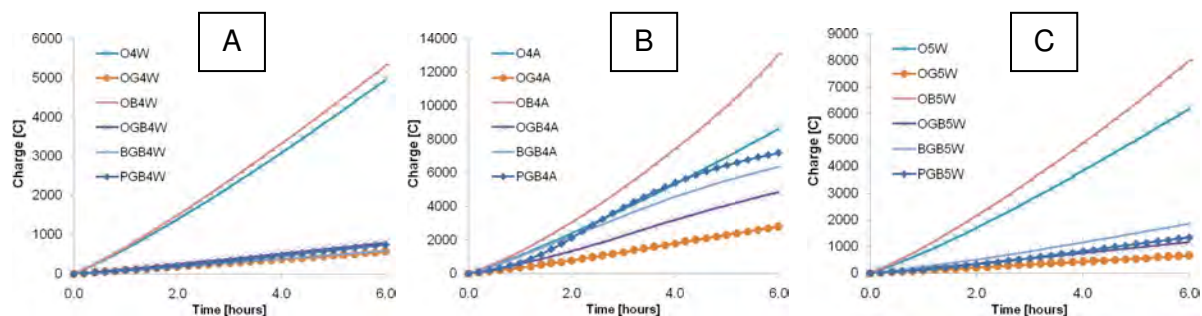 A
6000
5000
4000
3000
2000
1000
0
Charge [C]
O4W
OG4W
OB4W
OGB4W
BGB4W
PGB4W
0.0 2.0 4.0 6.0
Time [hours]
B
14000
12000
10000
8000
6000
4000
2000
0
Charge [C]
O4A
OG4A
OB4A
OGB4A
BGB4A
PGB4A
0.0 2.0 4.0 6.0
Time [hours]
C
9000
8000
7000
6000
5000
4000
3000
2000
1000
0
Charge [C]
O5W
OG5W
OB5W
OGB5W
BGB5W
PGB5W
0.0 2.0 4.0 6.0
Time [hours]